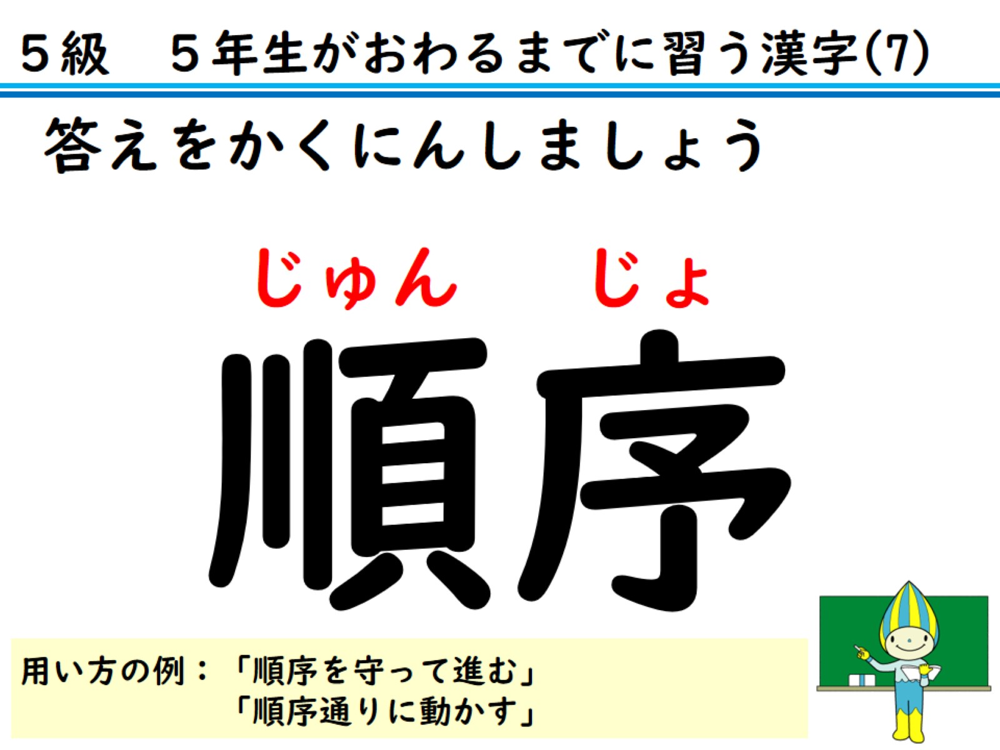 ５級　５年生がおわるまでに習う漢字(7)
答えをかくにんしましょう
じゅん　じょ
順序
用い方の例：「順序を守って進む」
「順序通りに動かす」